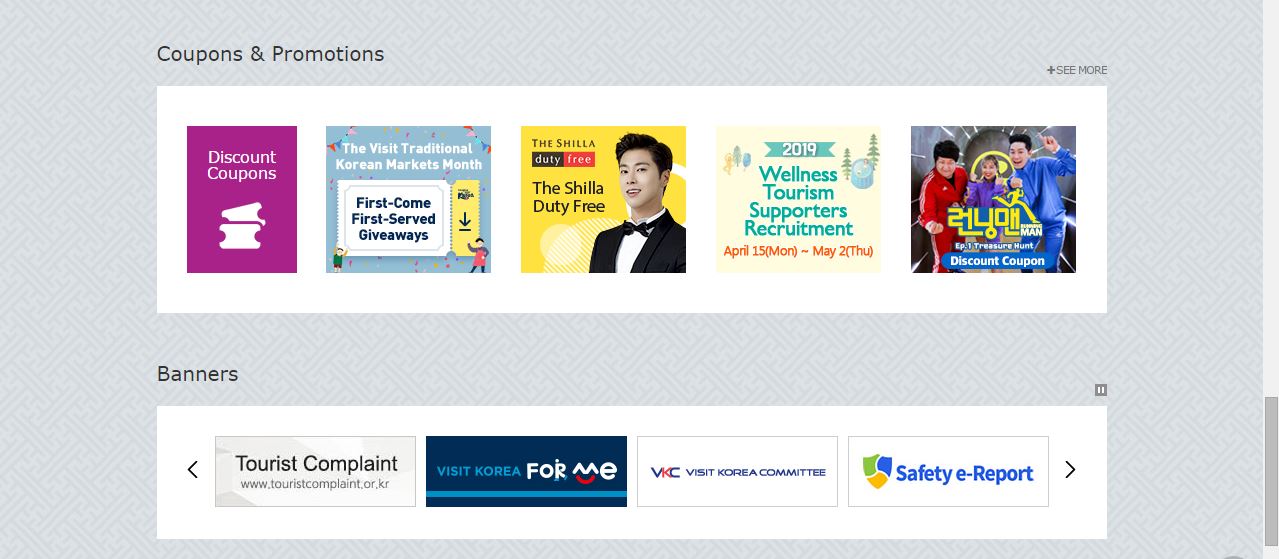 Coupons & Promotions
+SEE MORE
Discount
Coupons
The Visit Traditional
Korean Markets Month
First-Come
First-Served
Giveaways
THE SHILLA
duty free
The Shilla
Duty Free
2019
Wellness
Tourism
Supporters
Recruitment
April 15(Mon) ~ May 2(Thu)
런닝맨
RUNNING MAN
Ep.1 Treasure Hunt
Discount Coupon
Banners
Tourist Complaint
www.touristcomplaint.or.kr
VISIT KOREA FOR Me
VKC VISIT KOREA COMMITTEE
Safety e-Report